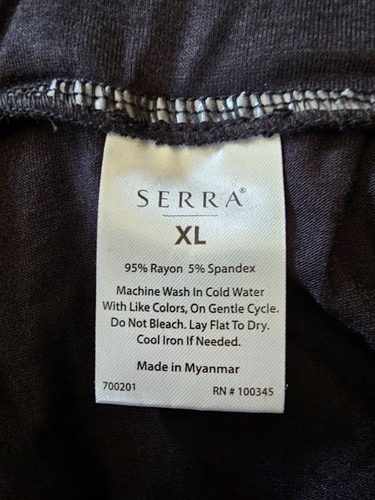 SERRA®
XL
95% Rayon 5% Spandex
Machine Wash In Cold Water
With Like Colors, On Gentle Cycle.
Do Not Bleach. Lay Flat To Dry.
Cool Iron If Needed.
Made in Myanmar
700201 RN # 100345